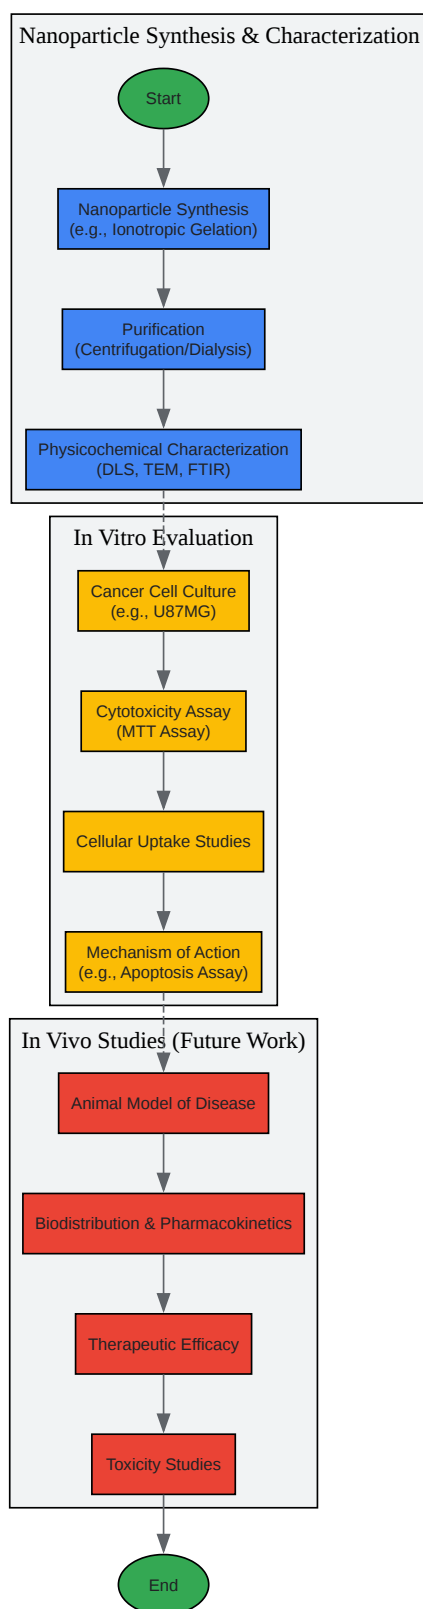 Nanoparticle Synthesis & Characterization
Start
Nanoparticle Synthesis
(e.g., Ionotropic Gelation)
Purification
(Centrifugation/Dialysis)
Physicochemical Characterization
(DLS, TEM, FTIR)
In Vitro Evaluation
Cancer Cell Culture
(e.g., U87MG)
Cytotoxicity Assay
(MTT Assay)
Cellular Uptake Studies
Mechanism of Action
(e.g., Apoptosis Assay)
In Vivo Studies (Future Work)
Animal Model of Disease
Biodistribution & Pharmacokinetics
Therapeutic Efficacy
Toxicity Studies
End